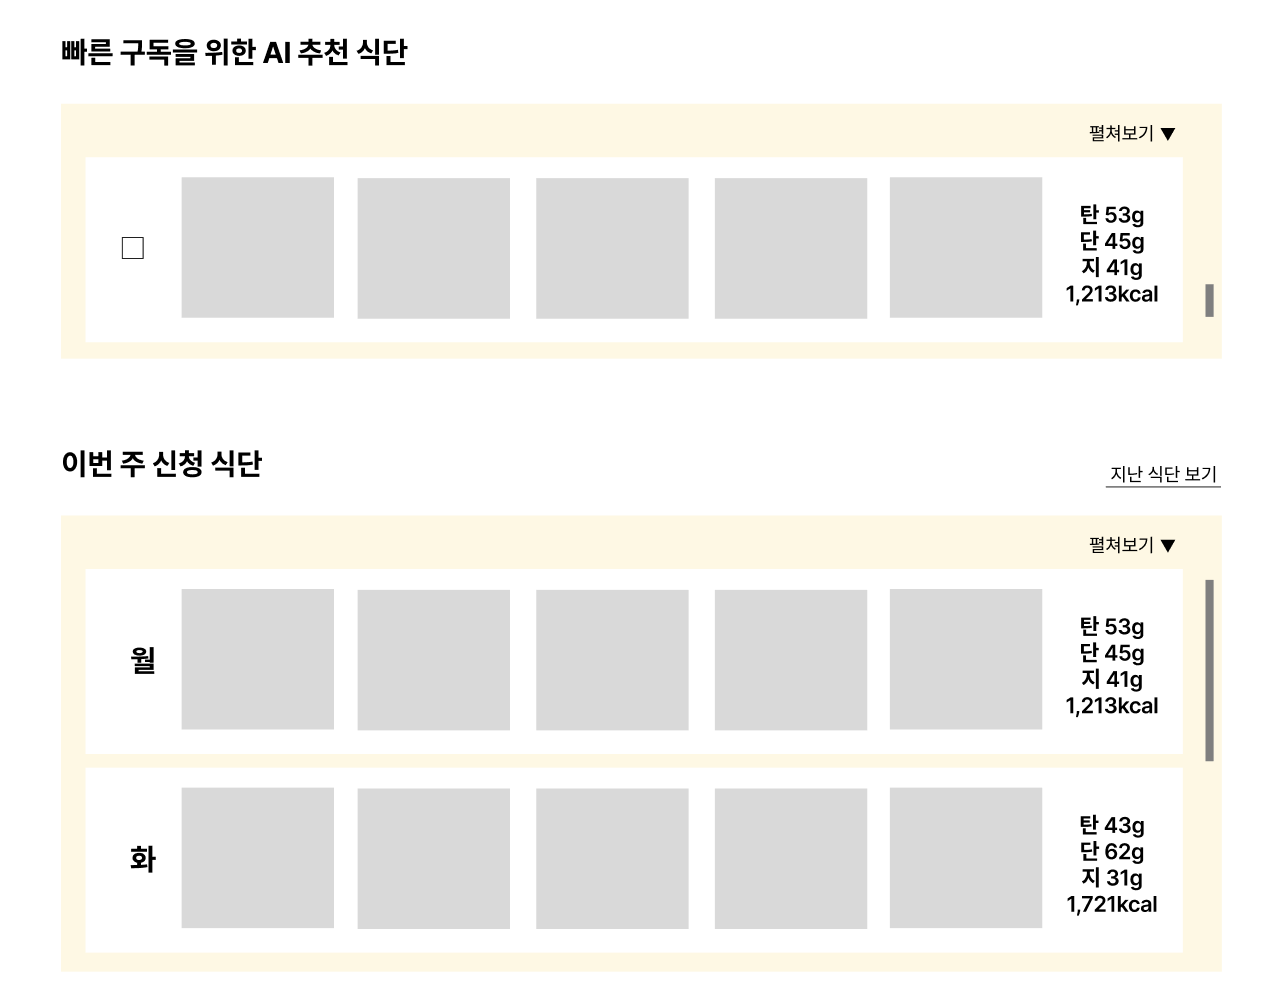 빠른 구독을 위한 AI 추천 식단
펼쳐보기 ▼
탄 53g
단 45g
지 41g
1,213kcal
이번 주 신청 식단
지난 식단 보기
펼쳐보기 ▼
월
탄 53g
단 45g
지 41g
1,213kcal
화
탄 43g
단 62g
지 31g
1,721kcal